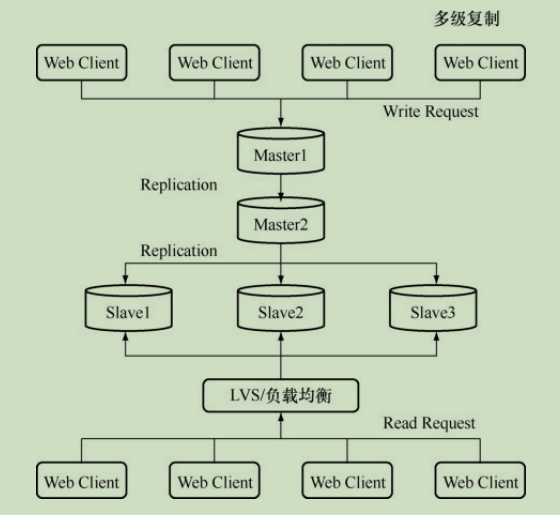 多级复制
Web Client Web Client Web Client Web Client
Write Request
Master1
Replication
Master2
Replication
Slave1 Slave2 Slave3
LVS/负载均衡
Read Request
Web Client Web Client Web Client Web Client